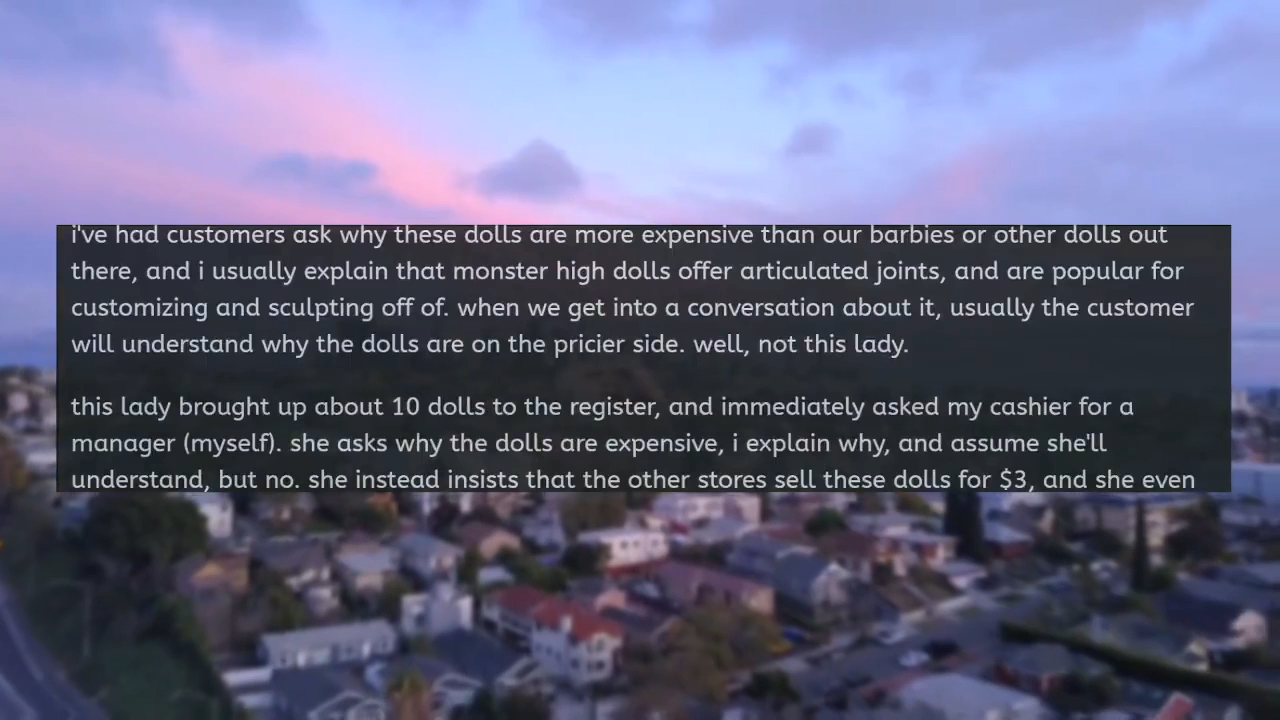 i've had customers ask why these dolls are more expensive than our barbies or other dolls out
there, and i usually explain that monster high dolls offer articulated joints, and are popular for
customizing and sculpting off of. when we get into a conversation about it, usually the customer
will understand why the dolls are on the pricier side. well, not this lady.
this lady brought up about 10 dolls to the register, and immediately asked my cashier for a
manager (myself). she asks why the dolls are expensive, i explain why, and assume she'll
understand, but no. she instead insists that the other stores sell these dolls for $3, and she even